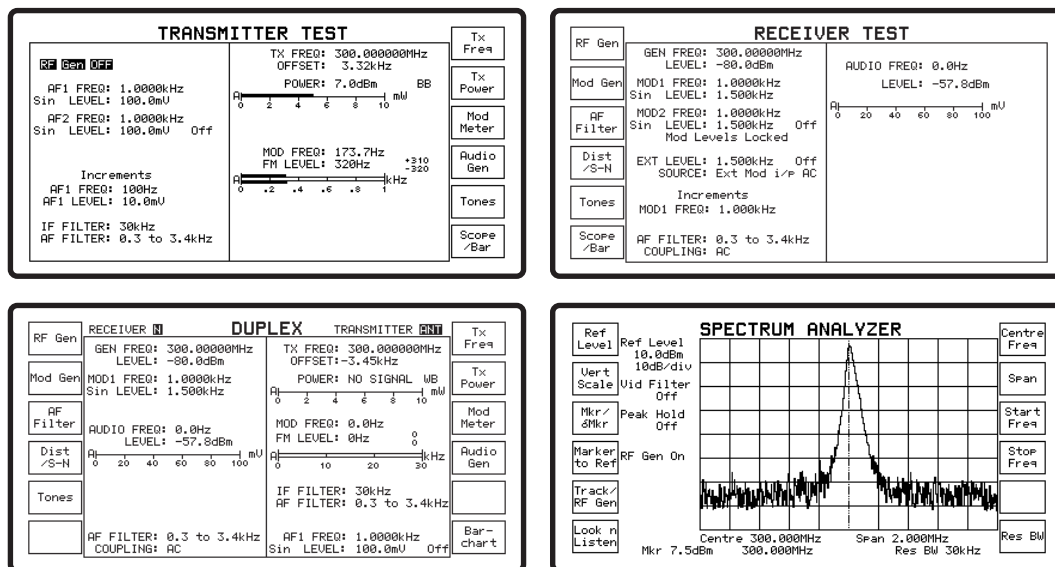 TRANSMITTER TEST
RF Gen OFF
AF1 FREQ: 1.0000kHz
Sin LEVEL: 100.0mV
AF2 FREQ: 1.0000kHz
Sin LEVEL: 100.0mV Off
Increments
AF1 FREQ: 100Hz
AF1 LEVEL: 10.0mV
IF FILTER: 30kHz
AF FILTER: 0.3 to 3.4kHz
TX FREQ: 300.000000MHz
OFFSET: 3.32kHz
POWER: 7.0dBm BB
A mW
0 2 4 6 8 10
MOD FREQ: 173.7Hz
FM LEVEL: 320Hz +310
-320
A kHz
0 .2 .4 .6 .8 1
Tx
Freq
Tx
Power
Mod
Meter
Audio
Gen
Tones
Scope
/Bar
RECEIVER TEST
RF Gen
Mod Gen
AF
Filter
Dist
/S-N
Tones
Scope
/Bar
GEN FREQ: 300.00000MHz
LEVEL: -80.0dBm
MOD1 FREQ: 1.0000kHz
Sin LEVEL: 1.500kHz
MOD2 FREQ: 1.0000kHz
Sin LEVEL: 1.500kHz Off
Mod Levels Locked
EXT LEVEL: 1.500kHz Off
SOURCE: Ext Mod i/p AC
Increments
MOD1 FREQ: 1.000kHz
AF FILTER: 0.3 to 3.4kHz
COUPLING: AC
AUDIO FREQ: 0.0Hz
LEVEL: -57.8dBm
A mV
0 20 40 60 80 100
DUPLEX
RECEIVER N
TRANSMITTER ANT
RF Gen
Mod Gen
AF
Filter
Dist
/S-N
Tones
GEN FREQ: 300.00000MHz
LEVEL: -80.0dBm
MOD1 FREQ: 1.0000kHz
Sin LEVEL: 1.500kHz
AUDIO FREQ: 0.0Hz
LEVEL: -57.8dBm
A mV
0 20 40 60 80 100
AF FILTER: 0.3 to 3.4kHz
COUPLING: AC
TX FREQ: 300.000000MHz
OFFSET:-3.45kHz
POWER: NO SIGNAL WB
A mW
0 2 4 6 8 10
MOD FREQ: 0.0Hz
FM LEVEL: 0Hz 0
0
A kHz
0 10 20 30
IF FILTER: 30kHz
AF FILTER: 0.3 to 3.4kHz
AF1 FREQ: 1.0000kHz
Sin LEVEL: 100.0mV Off
Tx
Freq
Tx
Power
Mod
Meter
Audio
Gen
Bar-
chart
SPECTRUM ANALYZER
Ref
Level
Vert
Scale
Mkr/
δMkr
Marker
to Ref
Track/
RF Gen
Look n
Listen
Ref Level
10.0dBm
10dB/div
Vid Filter
Off
Peak Hold
Off
RF Gen On
Centre 300.000MHz Span 2.000MHz
Mkr 7.5dBm 300.000MHz Res BW 30kHz
Centre
Freq
Span
Start
Freq
Stop
Freq
Res BW